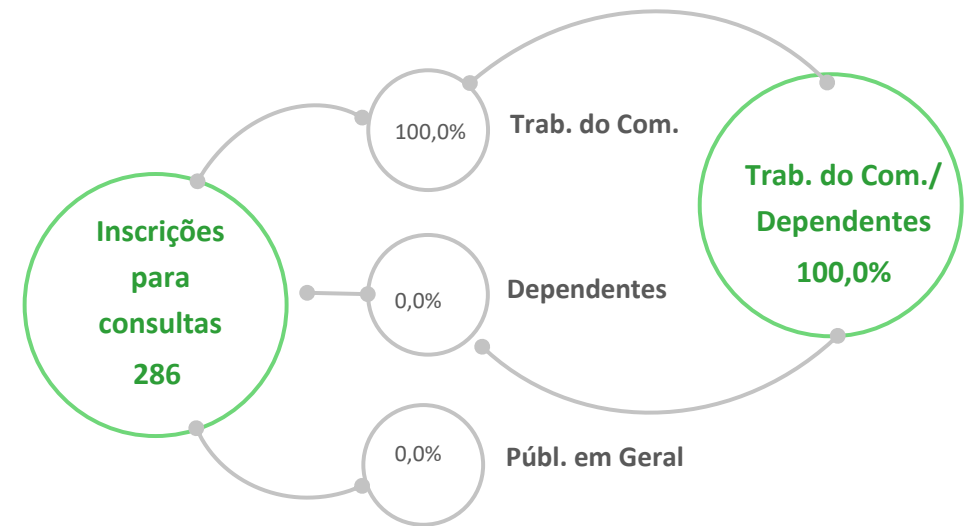 Inscrições
para
consultas
286
100,0%
Trab. do Com.
0,0%
Dependentes
0,0%
Públ. em Geral
Trab. do Com./
Dependentes
100,0%